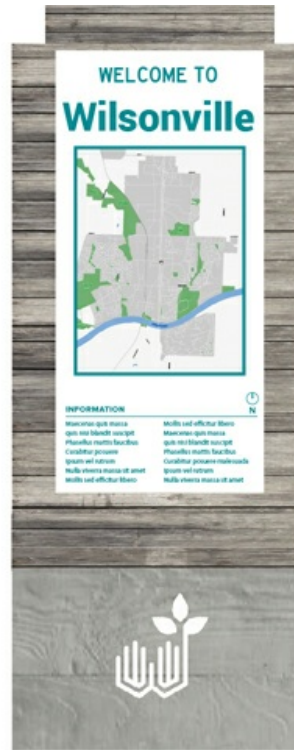 WELCOME TO
Wilsonville
N
INFORMATION
Maecenas quis massa
quis nisi blandit suscipit
Phasellus mattis faucibus
Curabitur posuere
Ipsum vel rutrum
Nulla viverra massa sit amet
Mollis sed efficitur libero
Mollis sed efficitur libero
Maecenas quis massa
quis nisi blandit suscipit
Phasellus mattis faucibus
Curabitur posuere malesuada
Ipsum vel rutrum
Nulla viverra massa sit amet